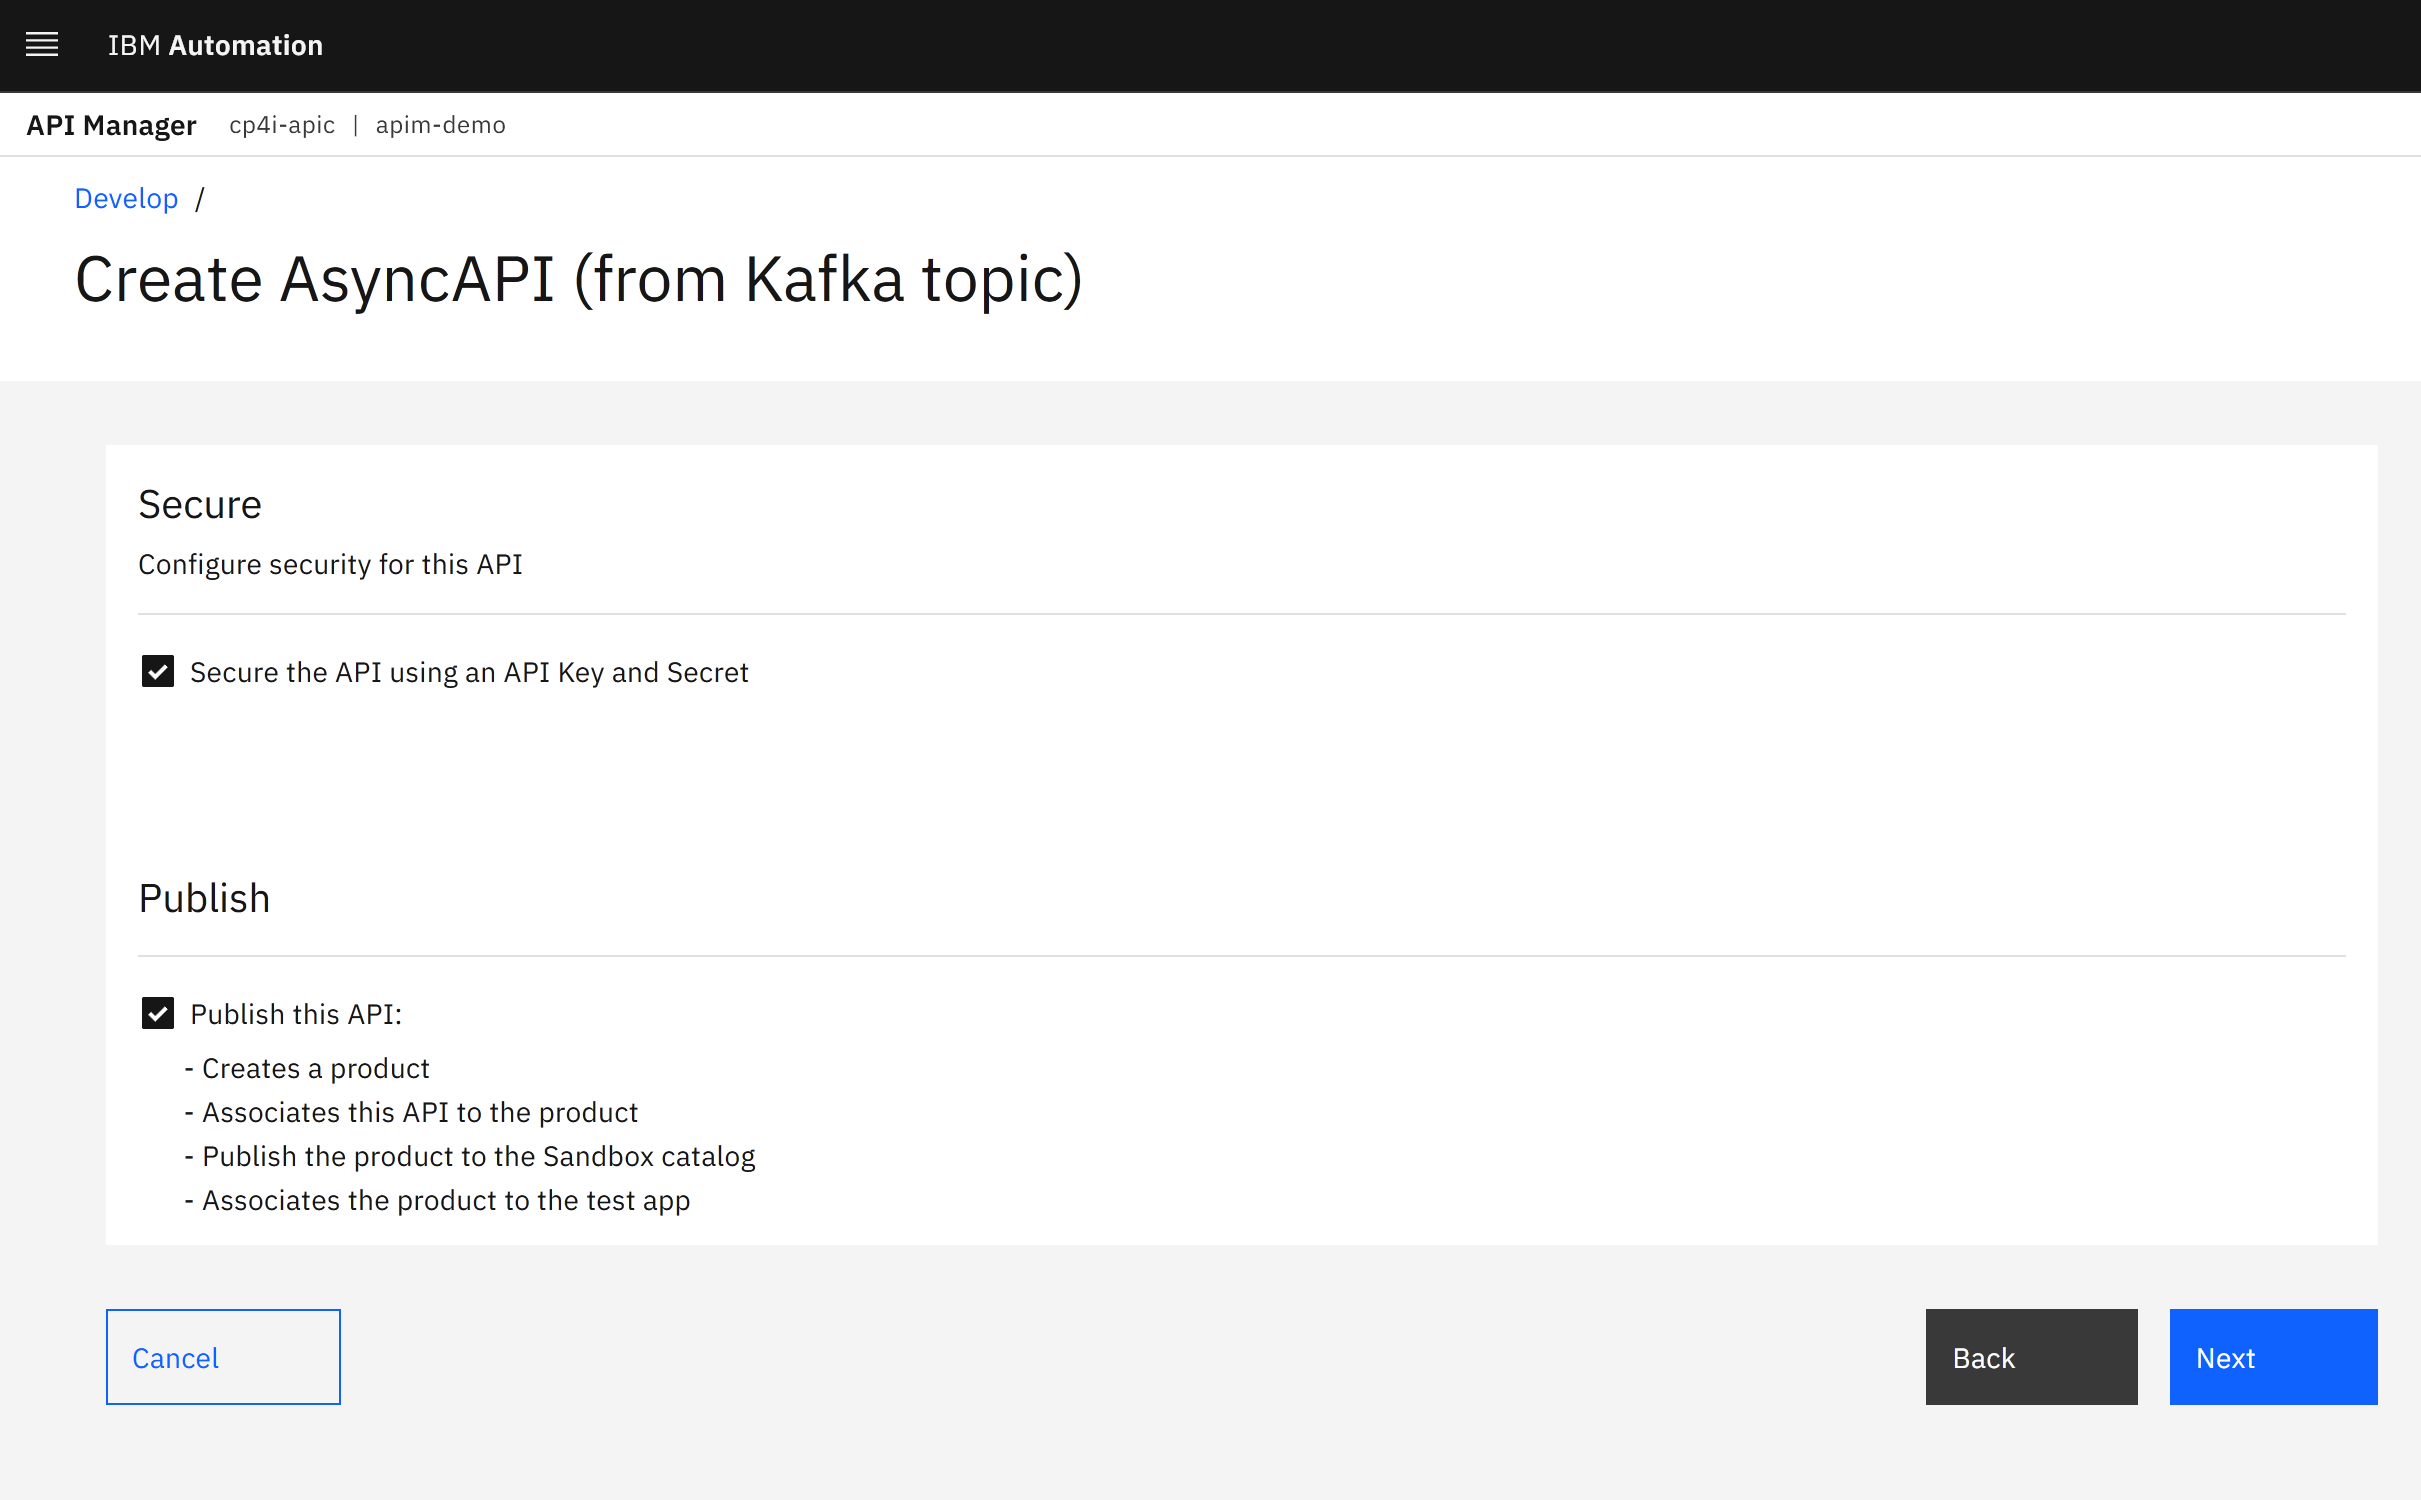 IBM Automation
API Manager cp4i-apic | apim-demo
Develop /
Create AsyncAPI (from Kafka topic)
Secure
Configure security for this API
Secure the API using an API Key and Secret
Publish
Publish this API:
- Creates a product
- Associates this API to the product
- Publish the product to the Sandbox catalog
- Associates the product to the test app
Cancel
Back
Next